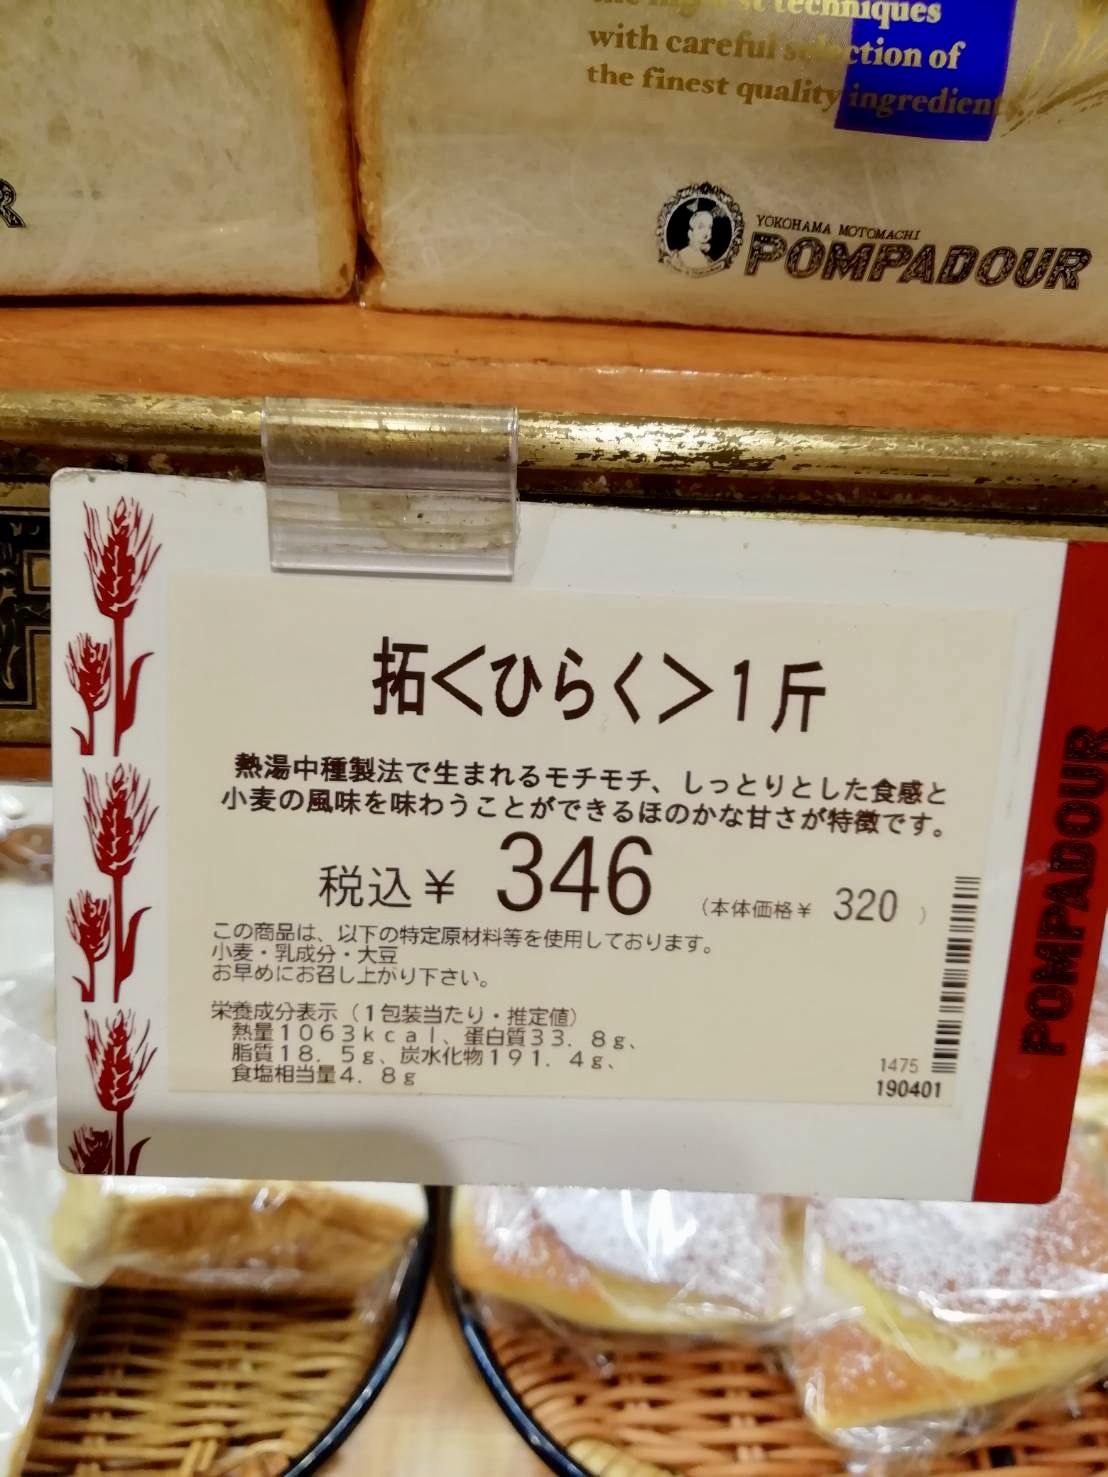 st techniques
with careful selection of
the finest quality ingredients.
R
YOKOHAMA MOTOMACHI
POMPADOUR
拓＜ひらく＞1斤
熱湯中種製法で生まれるモチモチ、しっとりとした食感と
小麦の風味を味わうことができるほのかな甘さが特徴です。
税込￥ 346 （本体価格￥ 320 ）
この商品は、以下の特定原材料等を使用しております。
小麦・乳成分・大豆
お早めにお召し上がり下さい。
栄養成分表示（1包装当たり・推定値）
熱量1063kcal、蛋白質33．8g、
脂質18．5g、炭水化物191．4g、
食塩相当量4．8g
1475
190401
POMPADOUR